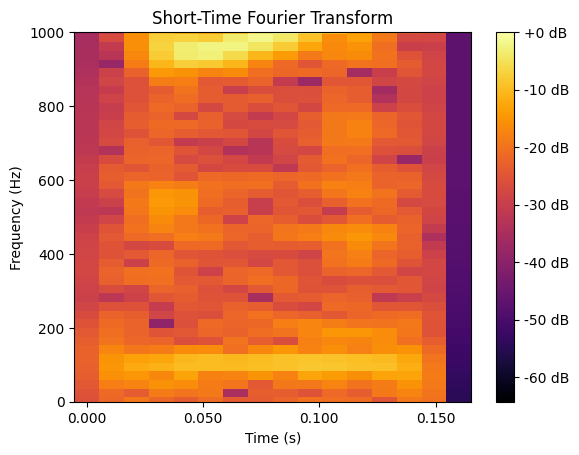 Short-Time Fourier Transform
1000
800
600
400
200
0
Frequency (Hz)
0.000
0.050
0.100
0.150
Time (s)
+0 dB
-10 dB
-20 dB
-30 dB
-40 dB
-50 dB
-60 dB